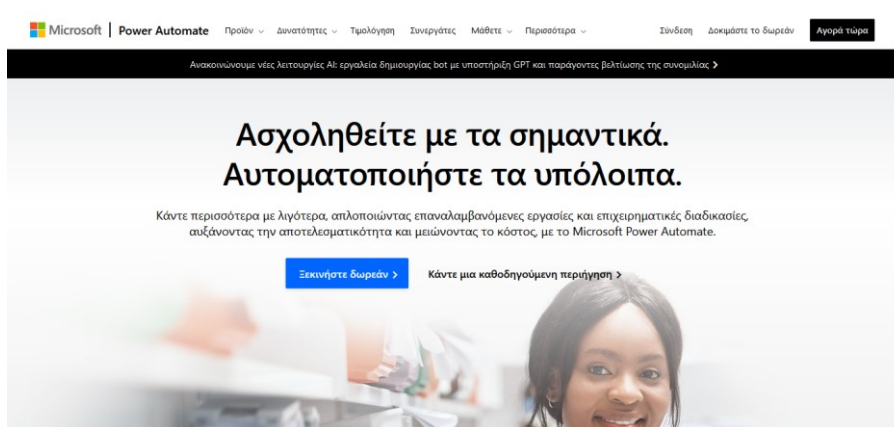 Microsoft | Power Automate Προϊόν Δυνατότητες Τιμολόγηση Συνεργάτες Μάθετε Περισσότερα Σύνδεση Δοκιμάστε το δωρεάν Αγορά τώρα
Ανακοινώνουμε νέες λειτουργίες AI: εργαλεία δημιουργίας bot με υποστήριξη GPT και παράγοντες βελτίωσης της συνομιλίας >
Ασχοληθείτε με τα σημαντικά.
Αυτοματοποιήστε τα υπόλοιπα.
Κάντε περισσότερα με λιγότερα, απλοποιώντας επαναλαμβανόμενες εργασίες και επιχειρηματικές διαδικασίες,
αυξάνοντας την αποτελεσματικότητα και μειώνοντας το κόστος, με το Microsoft Power Automate.
Ξεκινήστε δωρεάν > Κάντε μια καθοδηγούμενη περιήγηση >